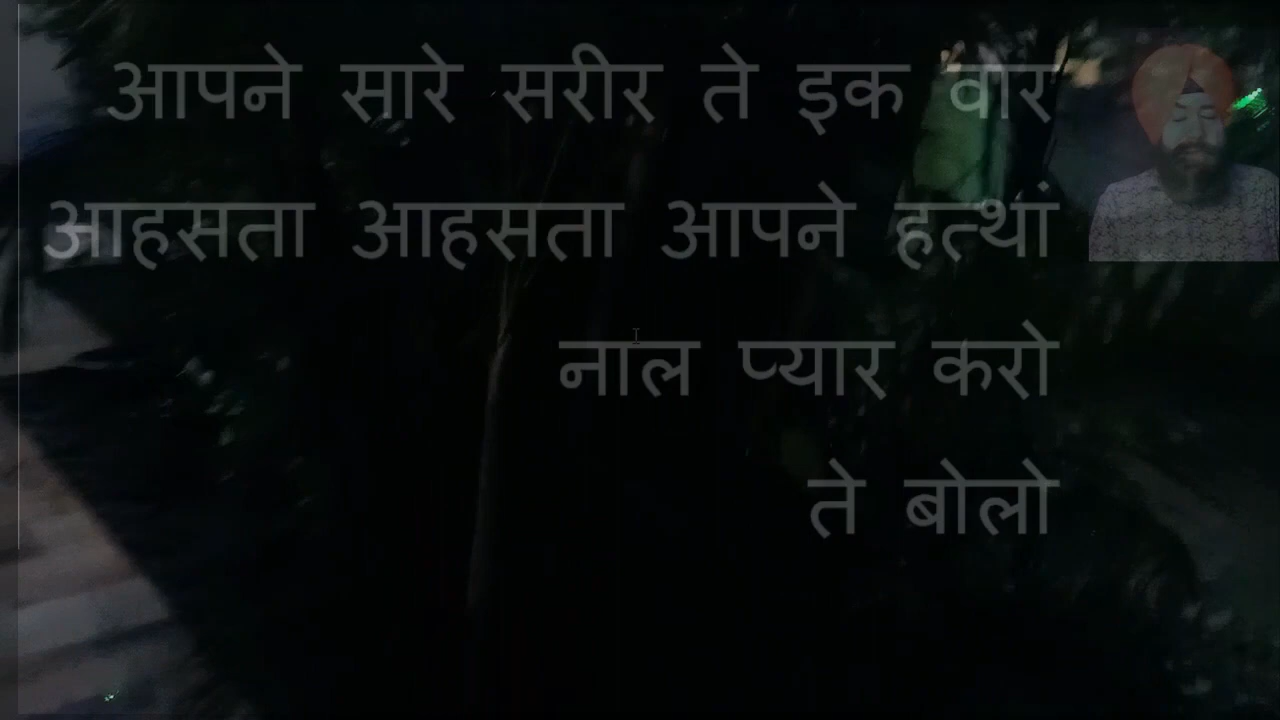 आपने सारे सरीर ते इक वार
आहसता आहसता आपने हत्थां
नाल प्यार करो
ते बोलो